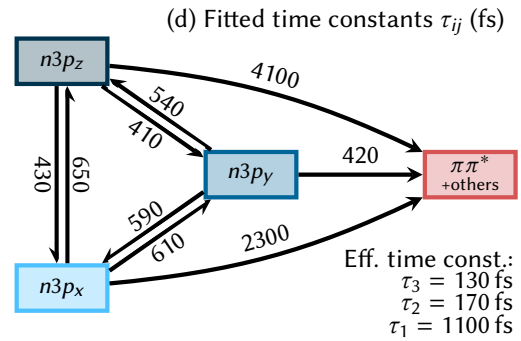 (d) Fitted time constants τij (fs)
n3pz
4100
540
410
430
650
n3py
420
ππ*
+others
590
610
2300
n3px
Eff. time const.:
τ3 = 130 fs
τ2 = 170 fs
τ1 = 1100 fs